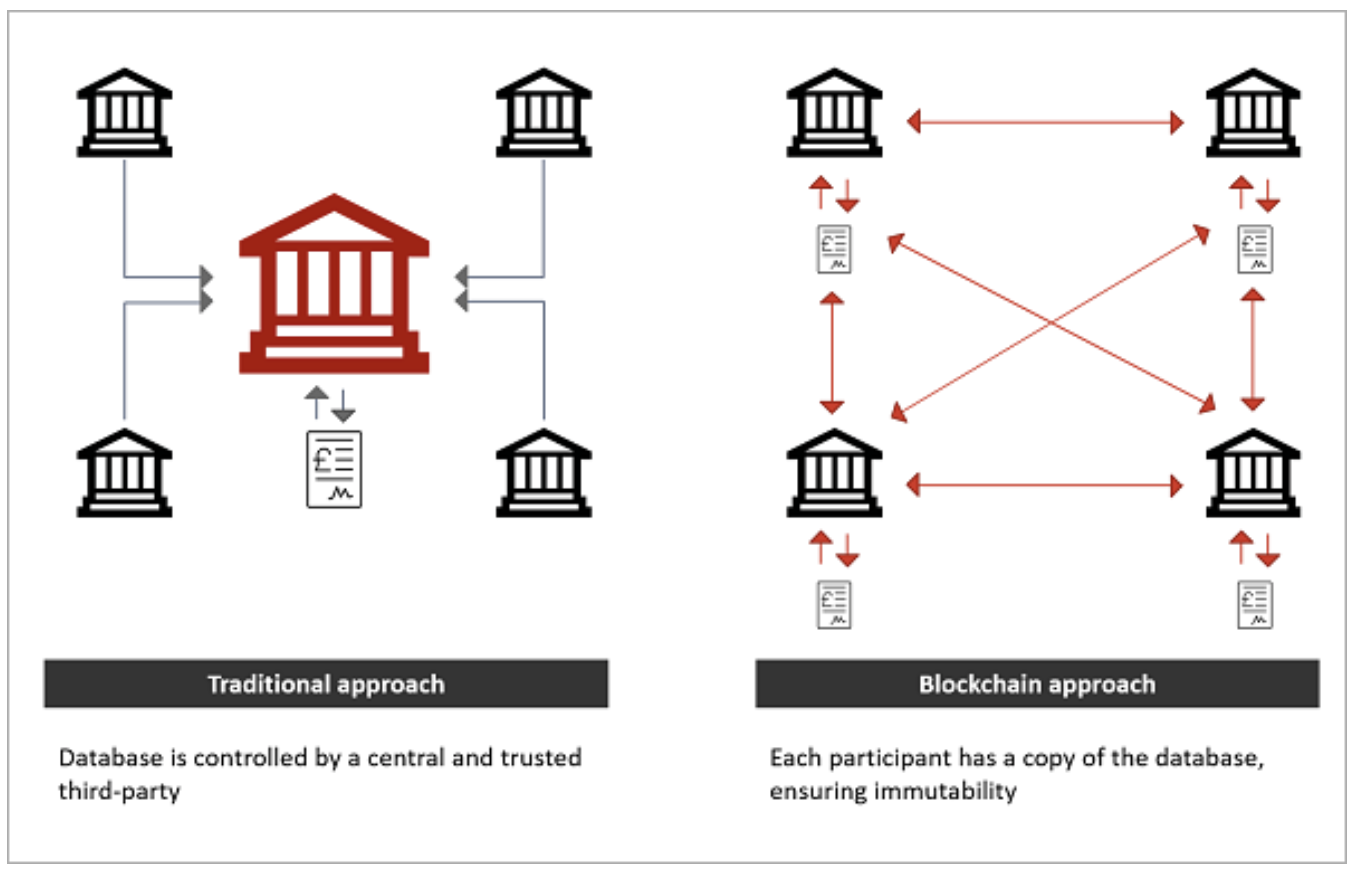 £
£
£
£
£
Traditional approach
Blockchain approach
Database is controlled by a central and trusted
third-party
Each participant has a copy of the database,
ensuring immutability